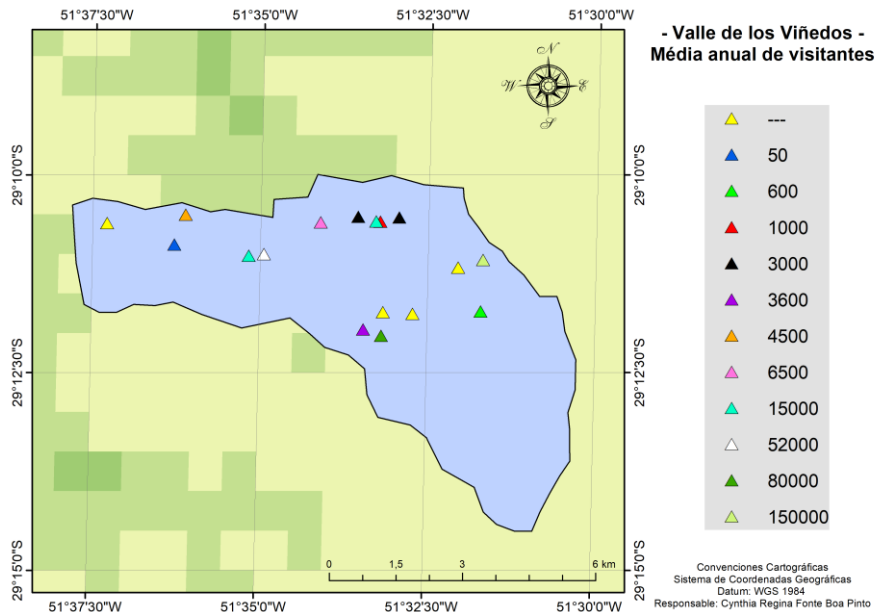 51°37'30"W 51°35'0"W 51°32'30"W 51°30'0"W
- Valle de los Viñedos -
Média anual de visitantes
N
W E
S
29°10'0"S 29°10'0"S
29°12'30"S 29°12'30"S
29°15'0"S 29°15'0"S
---
50
600
1000
3000
3600
4500
6500
15000
52000
80000
150000
0 1,5 3 6 km
51°37'30"W 51°35'0"W 51°32'30"W 51°30'0"W
Convenciones Cartográficas
Sistema de Coordenadas Geográficas
Datum: WGS 1984
Responsable: Cynthia Regina Fonte Boa Pinto